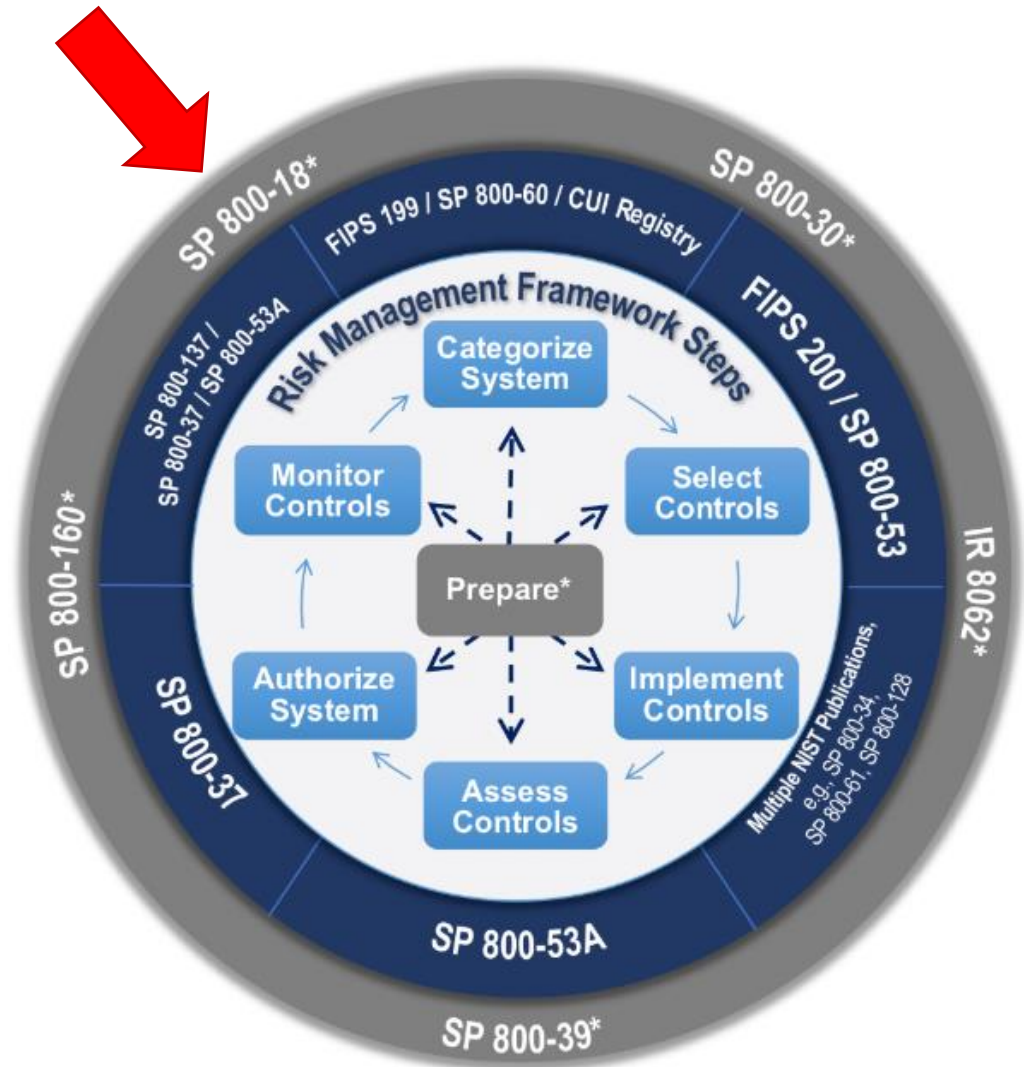 SP 800-18*
SP 800-30*
IR 8062*
SP 800-39*
SP 800-160*
FIPS 199 / SP 800-60 / CUI Registry
FIPS 200 / SP 800-53
Multiple NIST Publications,
e.g., SP 800-34,
SP 800-61, SP 800-128
SP 800-53A
SP 800-37
SP 800-137 /
SP 800-37 / SP 800-53A
Risk Management Framework Steps
Categorize
System
Select
Controls
Implement
Controls
Assess
Controls
Authorize
System
Monitor
Controls
Prepare*